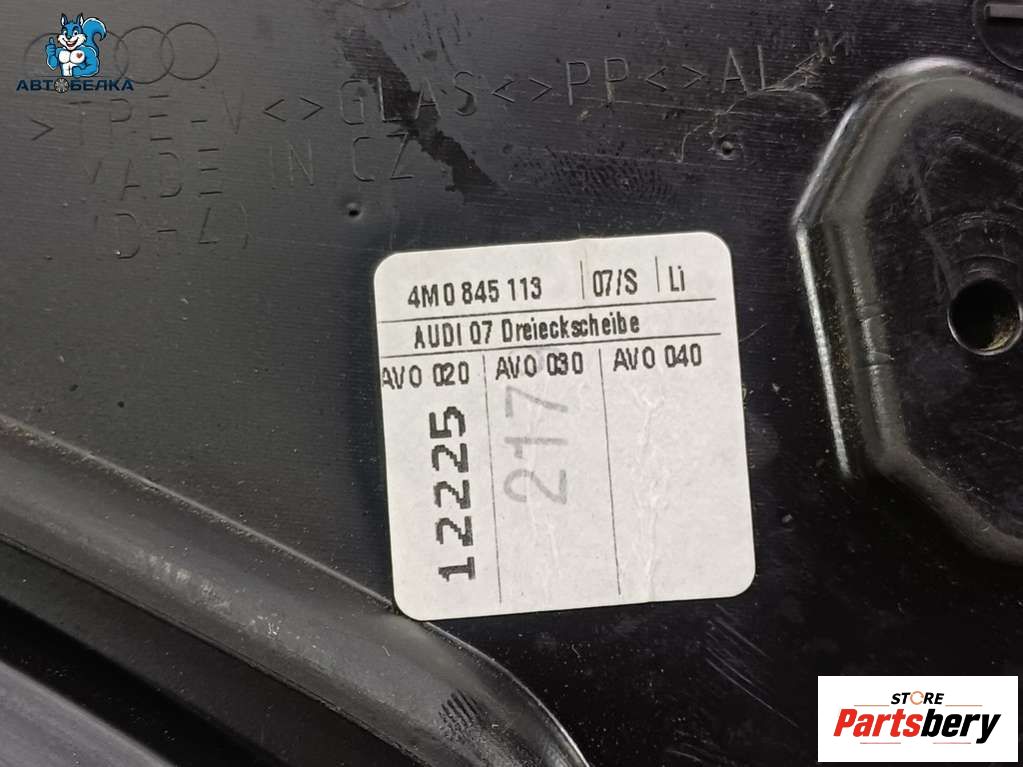 АВТОБЕЛКА
>TPE-V<>GLAS<>PP<>AL<
MADE IN CZ
4M0 845 113 07/S Li
AUDI Q7 Dreieckscheibe
AVO 020 AVO 030 AVO 040
12225 217
STORE
Partsbery